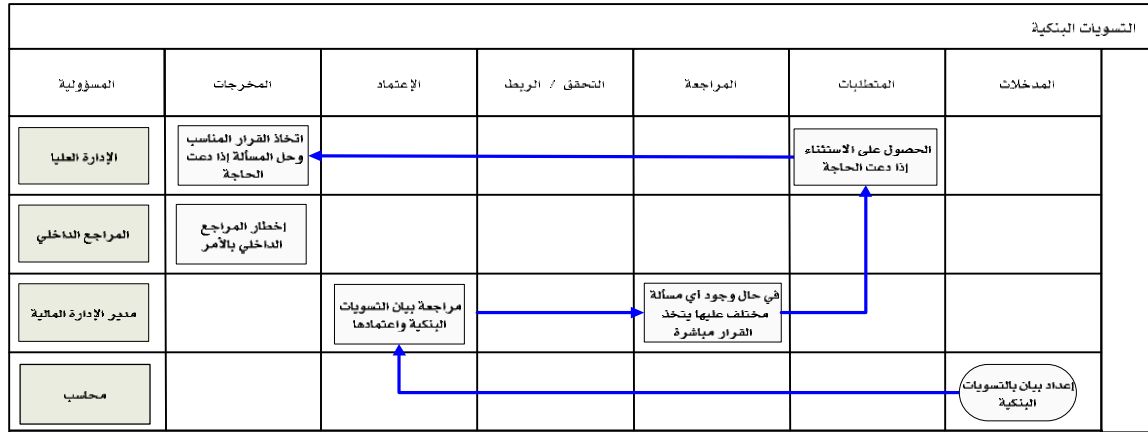 التسويات البنكية
المدخلات
المتطلبات
المراجعة
التحقق / الربط
الإعتماد
المخرجات
المسؤولية
الحصول على الاستثناء
إذا دعت الحاجة
اتخاذ القرار المناسب
وحل المسألة إذا دعت
الحاجة
الإدارة العليا
إخطار المراجع
الداخلي بالأمر
المراجع الداخلي
في حال وجود أي مسألة
مختلف عليها يتخذ
القرار مباشرة
مراجعة بيان التسويات
البنكية واعتمادها
مدير الإدارة المالية
إعداد بيان بالتسويات
البنكية
محاسب